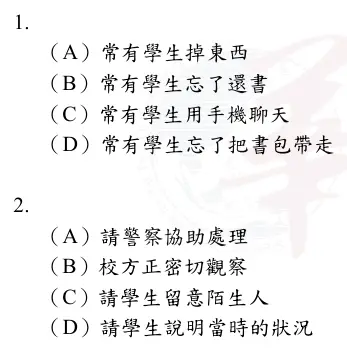 1.
（A）常有學生掉東西
（B）常有學生忘了還書
（C）常有學生用手機聊天
（D）常有學生忘了把書包帶走
2.
（A）請警察協助處理
（B）校方正密切觀察
（C）請學生留意陌生人
（D）請學生說明當時的狀況